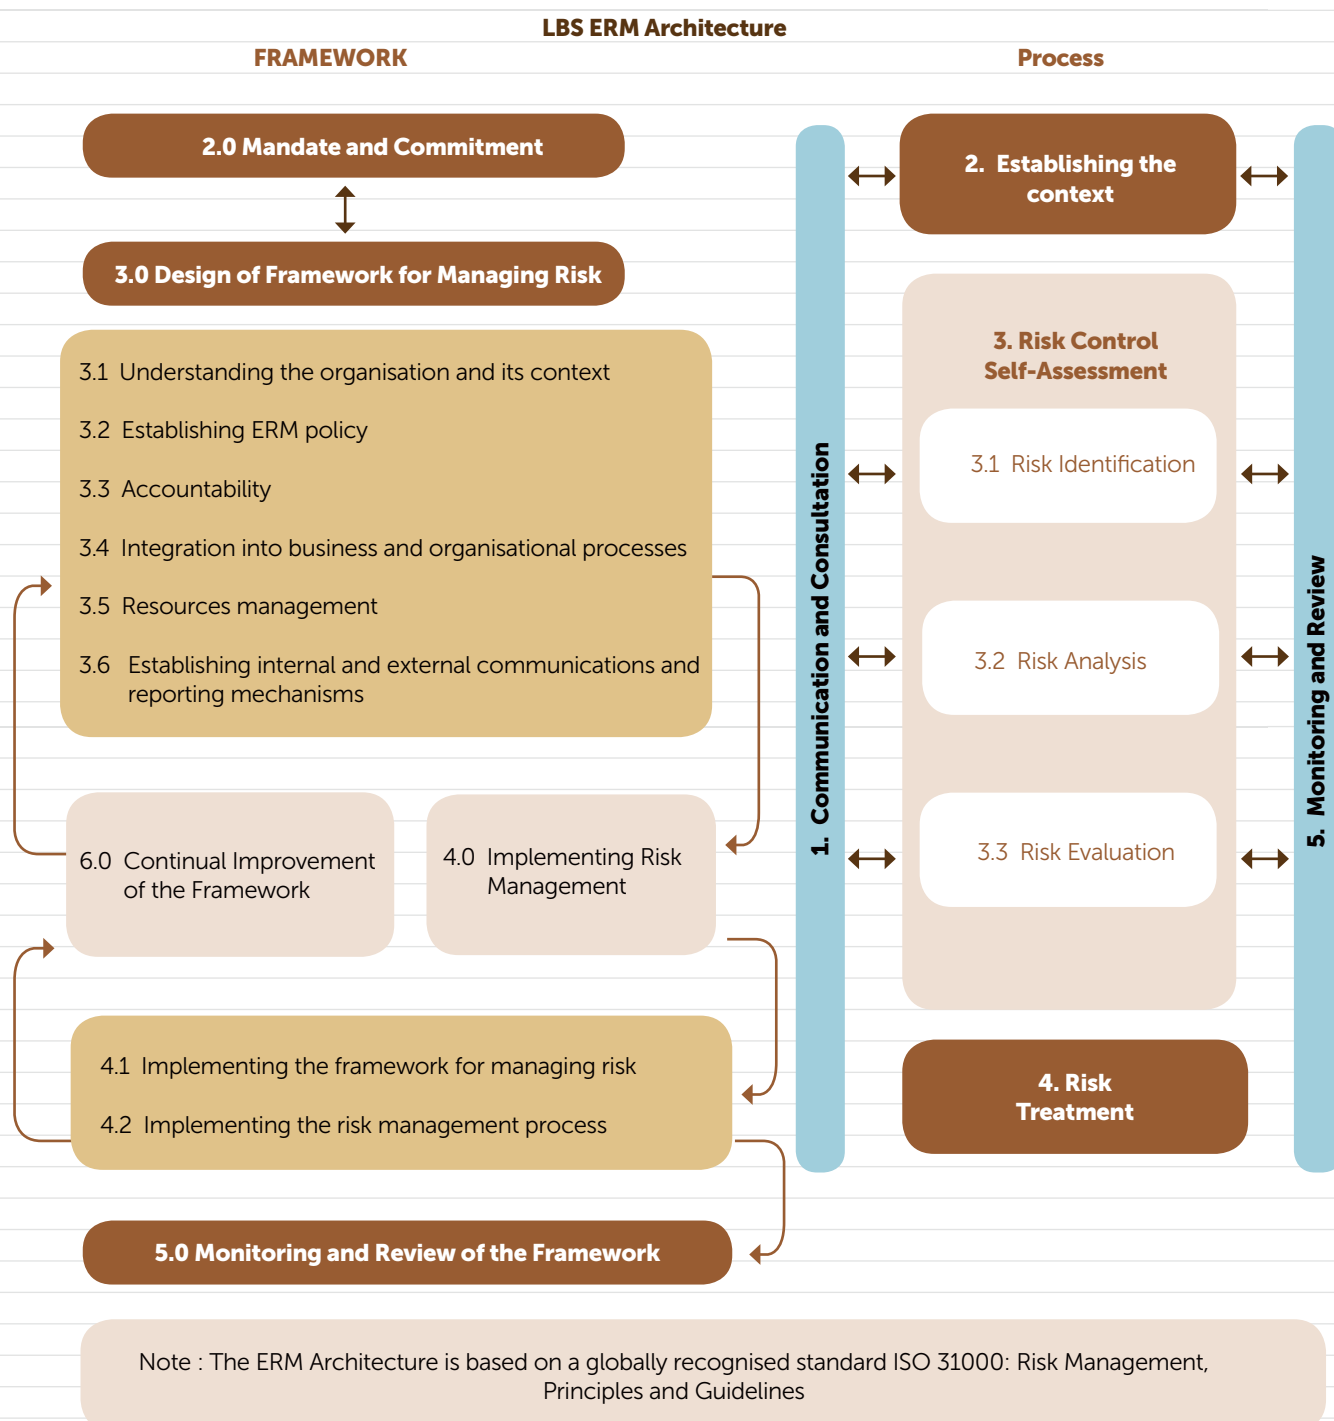 LBS ERM Architecture
FRAMEWORK
2.0 Mandate and Commitment
3.0 Design of Framework for Managing Risk
3.1 Understanding the organisation and its context
3.2 Establishing ERM policy
3.3 Accountability
3.4 Integration into business and organisational processes
3.5 Resources management
3.6 Establishing internal and external communications and
reporting mechanisms
6.0 Continual Improvement
of the Framework
4.0 Implementing Risk
Management
4.1 Implementing the framework for managing risk
4.2 Implementing the risk management process
5.0 Monitoring and Review of the Framework
Process
1. Communication and Consultation
2. Establishing the
context
3. Risk Control
Self-Assessment
3.1 Risk Identification
3.2 Risk Analysis
3.3 Risk Evaluation
4. Risk
Treatment
5. Monitoring and Review
Note : The ERM Architecture is based on a globally recognised standard ISO 31000: Risk Management,
Principles and Guidelines